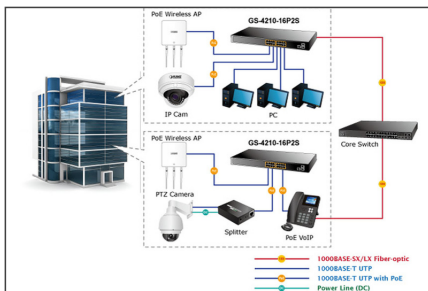 PoE Wireless AP
GS-4210-16P2S
IP Cam
PC
PoE Wireless AP
GS-4210-16P2S
Core Switch
PTZ Camera
Splitter
PoE VoIP
1000BASE-SX/LX Fiber-optic
1000BASE-T UTP
1000BASE-T UTP with PoE
Power Line (DC)